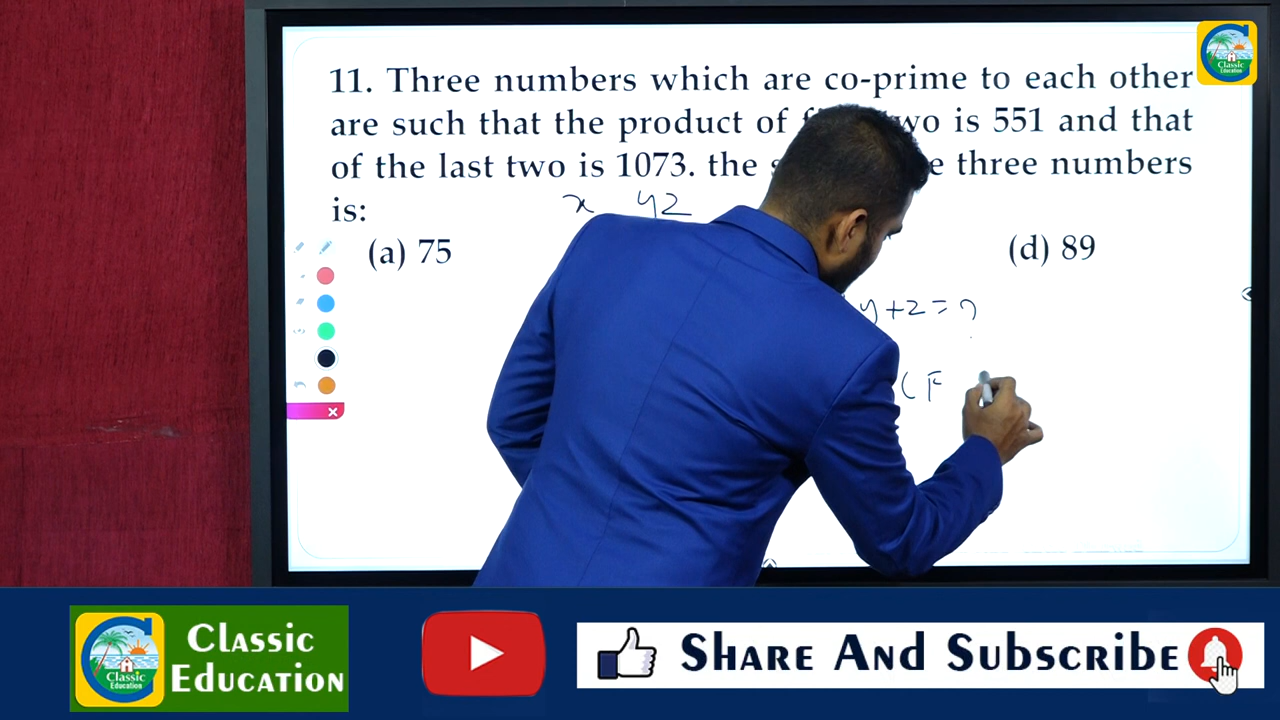 11. Three numbers which are co-prime to each other
are such that the product of two is 551 and that
of the last two is 1073. the three numbers
is:
x y z
(a) 75 (d) 89
y + z = ?
( F
Classic
Education
Classic
Education
Classic
Education
Share And Subscribe